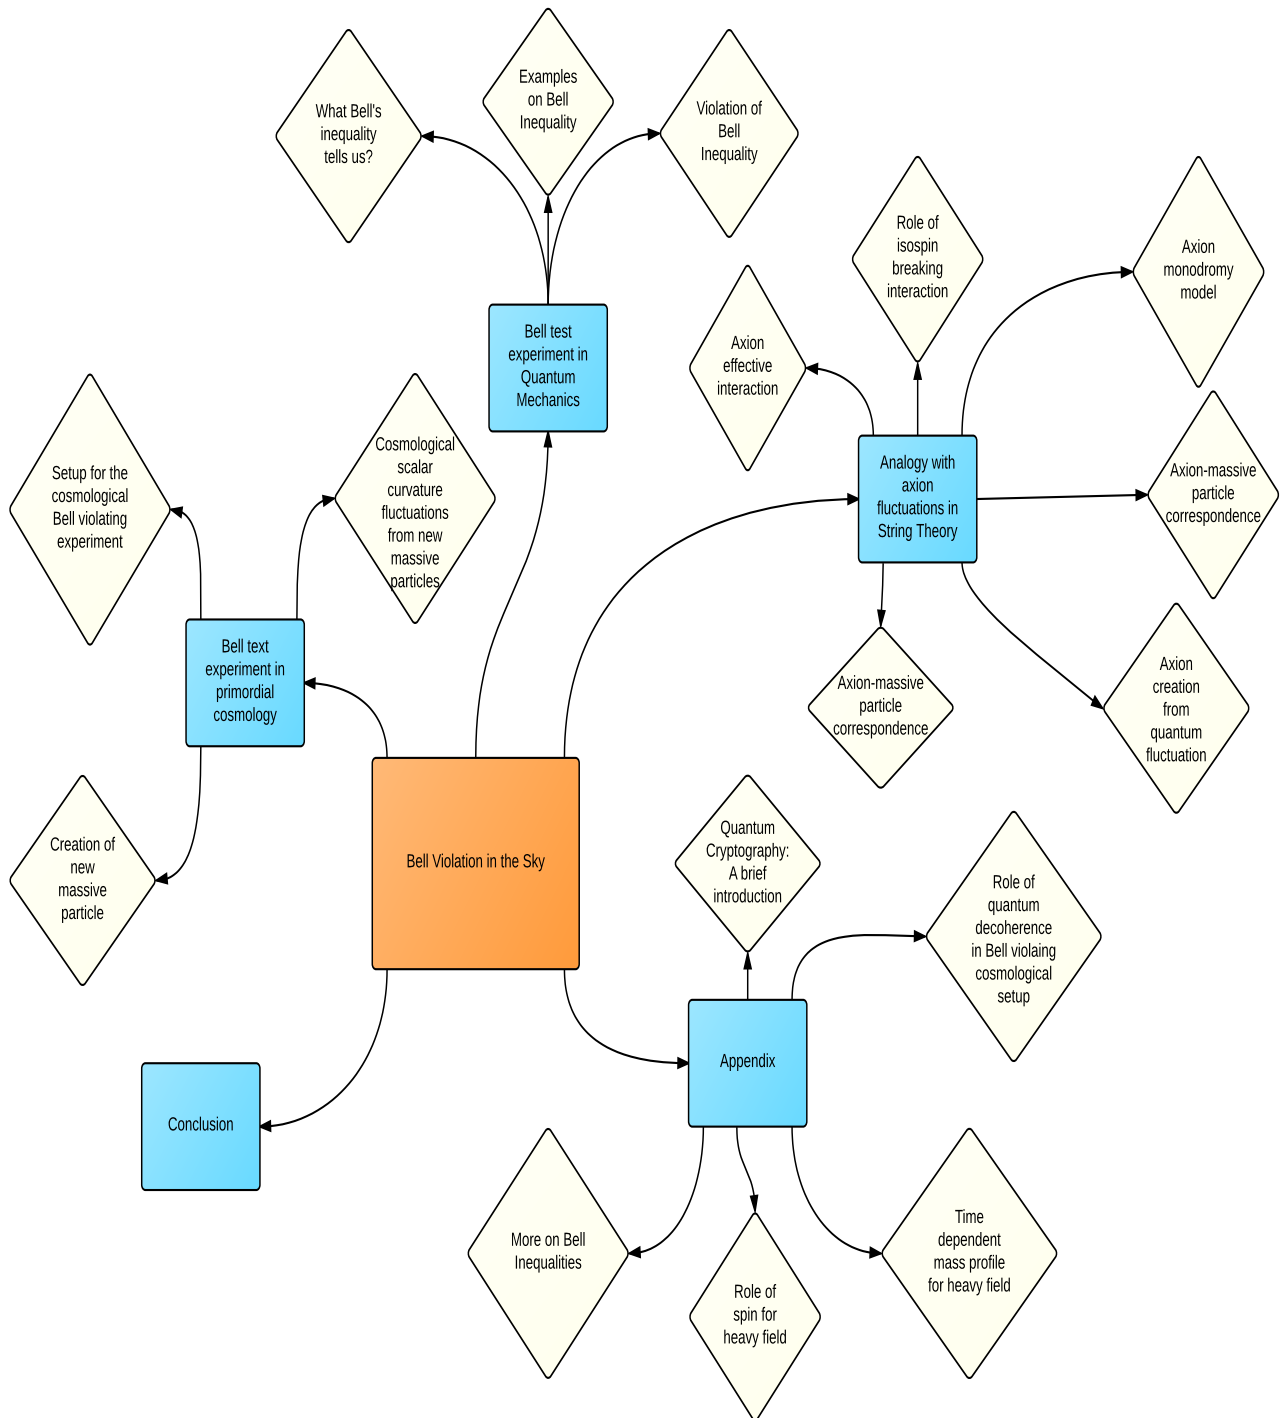 What Bell's
inequality
tells us?
Examples
on Bell
Inequality
Violation of
Bell
Inequality
Role of
isospin
breaking
interaction
Axion
monodromy
model
Bell test
experiment in
Quantum
Mechanics
Axion
effective
interaction
Setup for the
cosmological
Bell violating
experiment
Cosmological
scalar
curvature
fluctuations
from new
massive
particles
Analogy with
axion
fluctuations in
String Theory
Axion-massive
particle
correspondence
Bell text
experiment in
primordial
cosmology
Axion-massive
particle
correspondence
Axion
creation
from
quantum
fluctuation
Creation of
new
massive
particle
Bell Violation in the Sky
Quantum
Cryptography:
A brief
introduction
Role of
quantum
decoherence
in Bell violaing
cosmological
setup
Conclusion
Appendix
More on Bell
Inequalities
Role of
spin for
heavy field
Time
dependent
mass profile
for heavy field